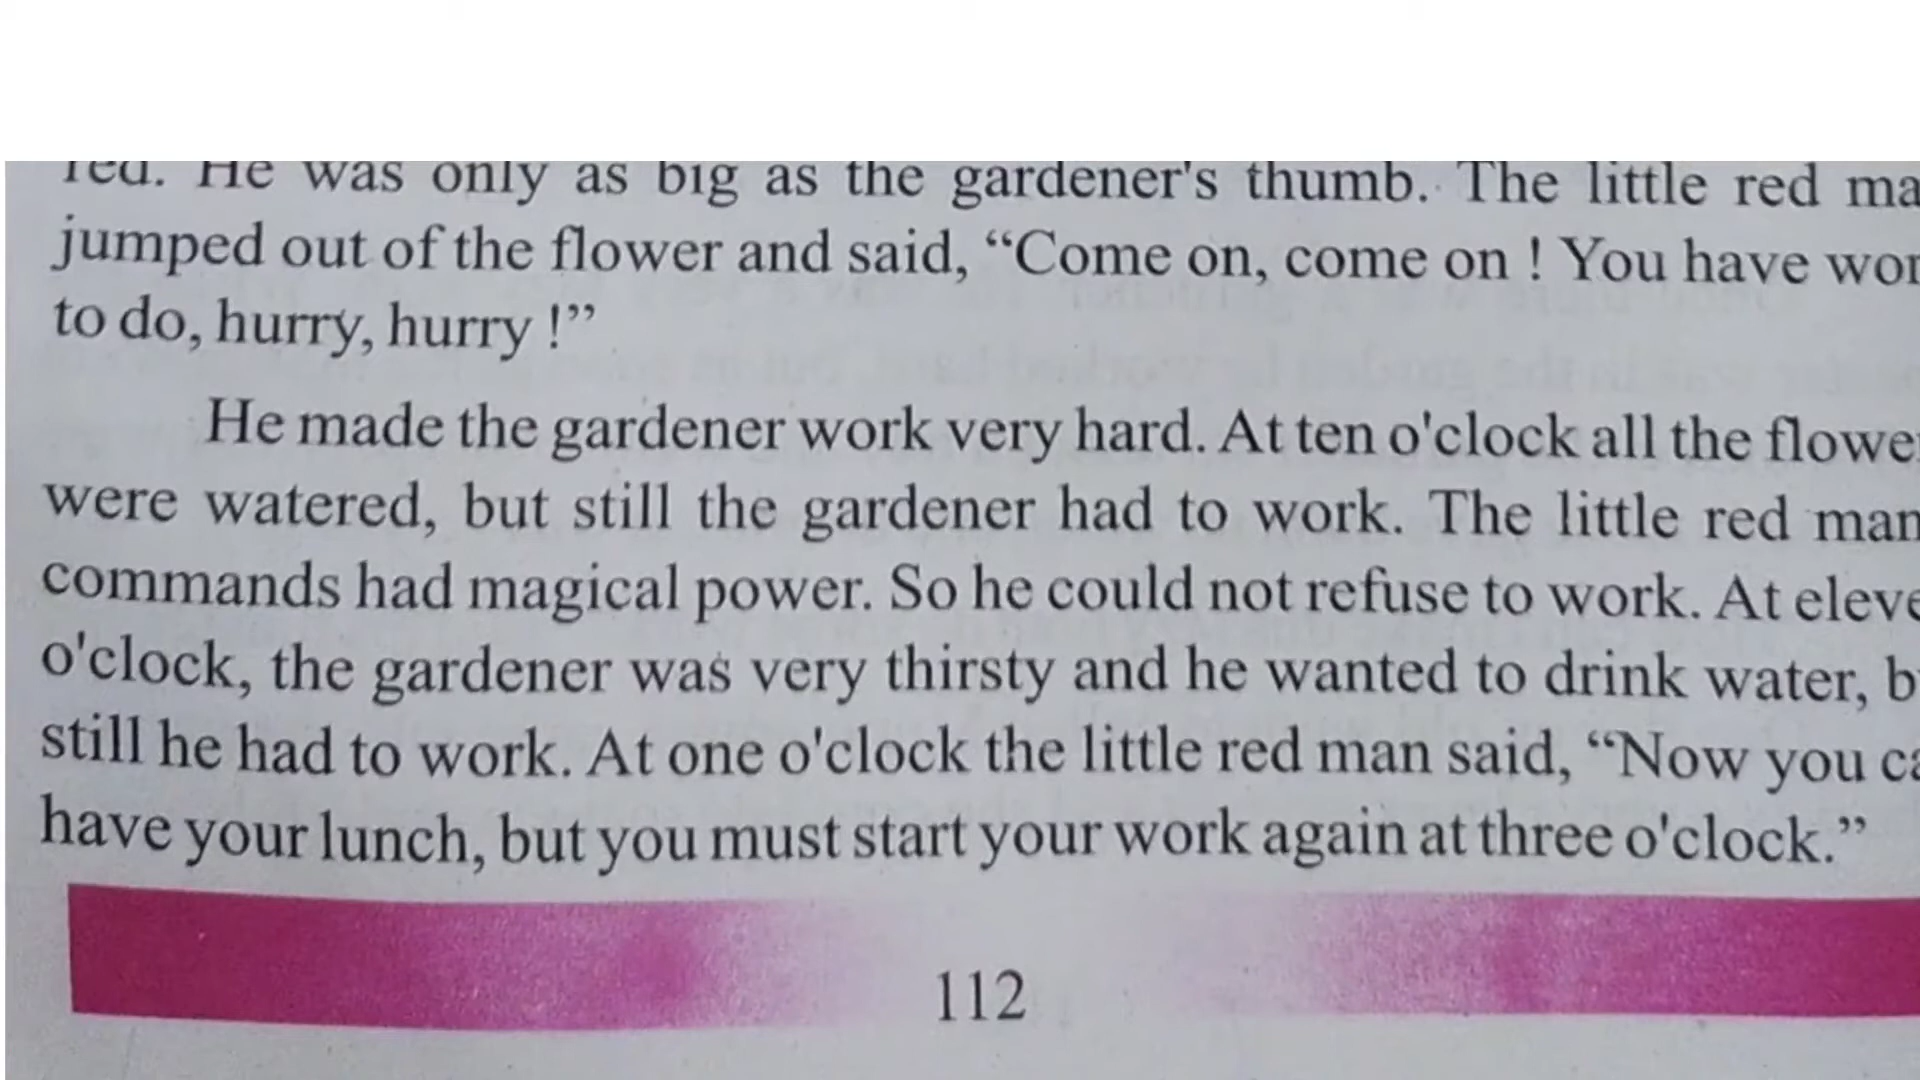 red. He was only as big as the gardener's thumb. The little red ma
jumped out of the flower and said, “Come on, come on ! You have wor
to do, hurry, hurry !”
He made the gardener work very hard. At ten o'clock all the flowe
were watered, but still the gardener had to work. The little red man
commands had magical power. So he could not refuse to work. At eleve
o'clock, the gardener was very thirsty and he wanted to drink water, b
still he had to work. At one o'clock the little red man said, “Now you ca
have your lunch, but you must start your work again at three o'clock.”
112